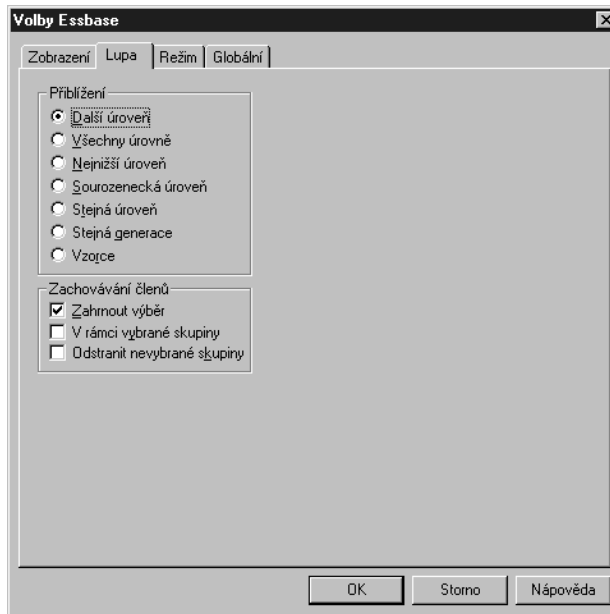 Volby Essbase
Zobrazení Lupa Režim Globální
Přiblížení
Další úroveň
Všechny úrovně
Nejnižší úroveň
Sourozenecká úroveň
Stejná úroveň
Stejná generace
Vzorce
Zachovávání členů
Zahrnout výběr
V rámci vybrané skupiny
Odstranit nevybrané skupiny
OK Storno Nápověda